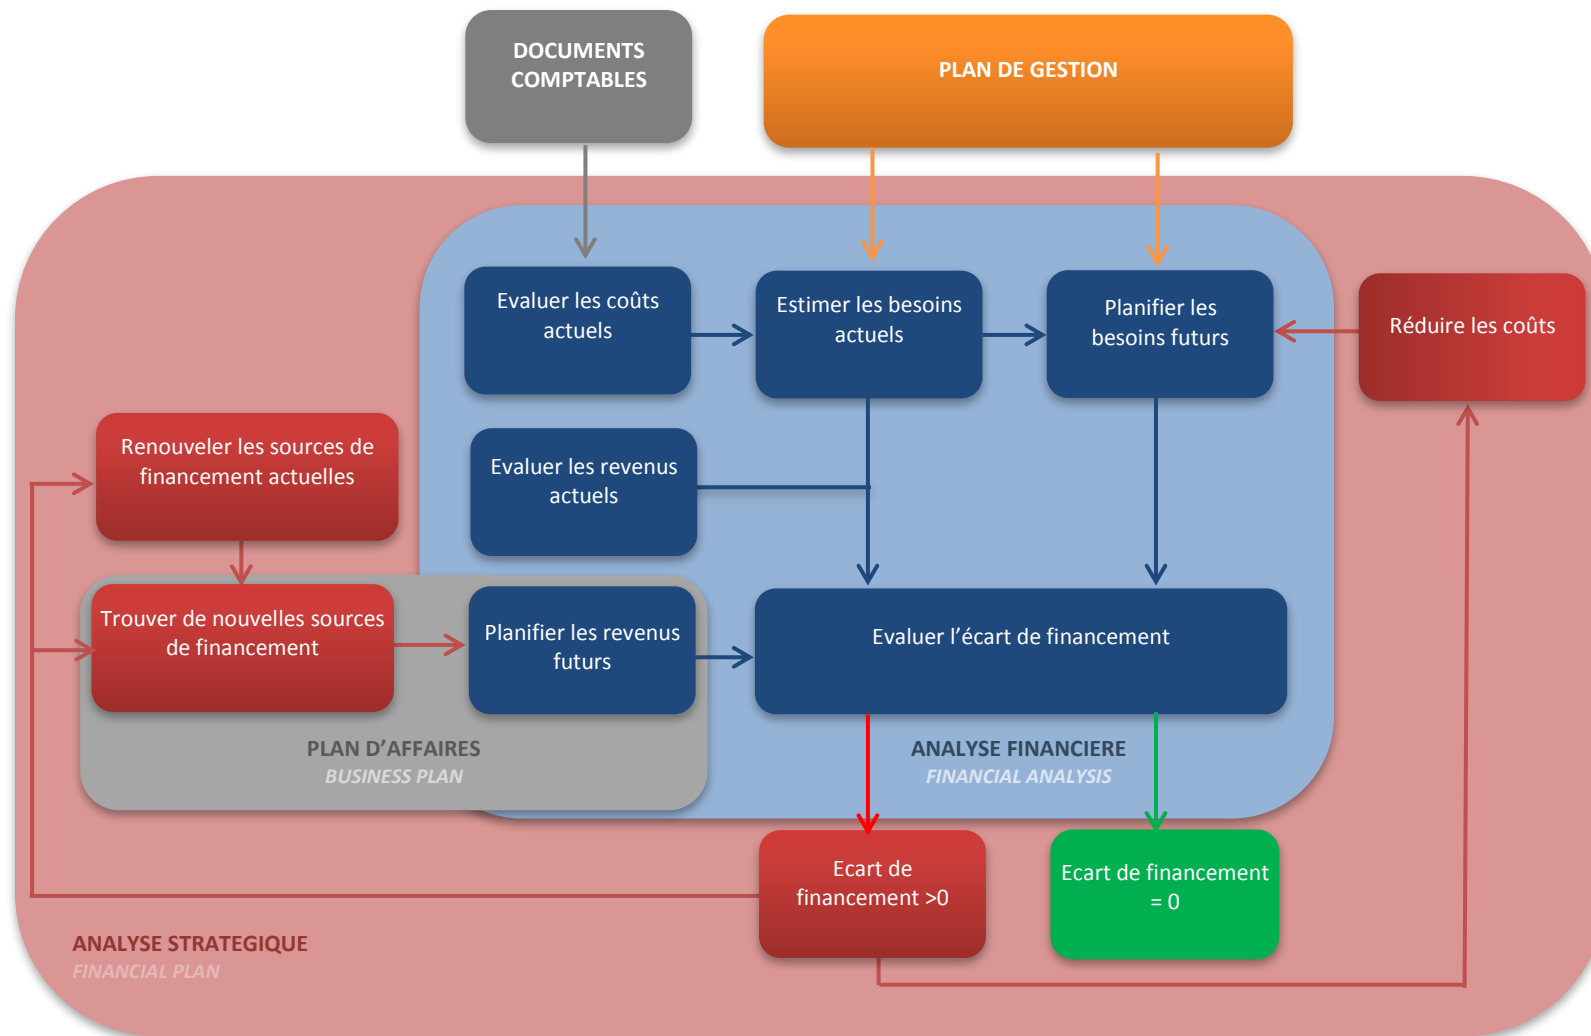 DOCUMENTS
COMPTABLES
PLAN DE GESTION
Evaluer les coûts
actuels
Estimer les besoins
actuels
Planifier les
besoins futurs
Réduire les coûts
Renouveler les sources de
financement actuelles
Evaluer les revenus
actuels
Trouver de nouvelles sources
de financement
Planifier les revenus
futurs
Evaluer l’écart de financement
PLAN D’AFFAIRES
BUSINESS PLAN
ANALYSE FINANCIERE
FINANCIAL ANALYSIS
Ecart de
financement >0
Ecart de financement
= 0
ANALYSE STRATEGIQUE
FINANCIAL PLAN